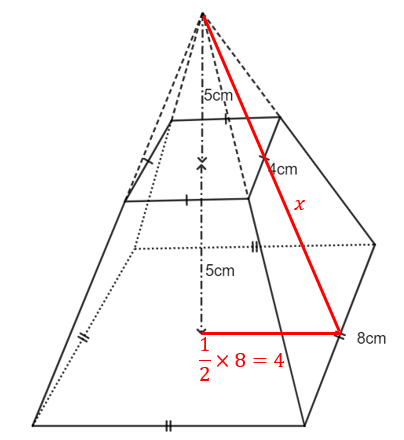 5cm
4cm
x
5cm
8cm
1/2 × 8 = 4